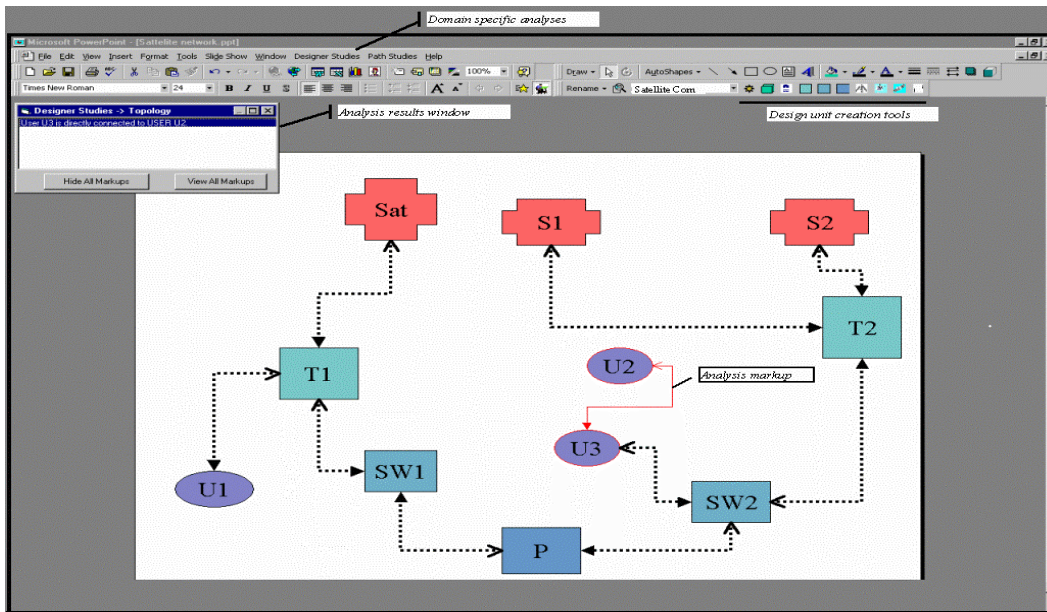 Domain specific analyses
Microsoft PowerPoint - [Sattelite network.ppt]
File Edit View Insert Format Tools Slide Show Window Designer Studies Path Studies Help
100% Draw AutoShapes
Times New Roman 24 B I U S A A Rename Satellite Com
Designer Studies -> Topology
User U3 is directly connected to USER U2
Hide All Markups View All Markups
Analysis results window
Design unit creation tools
Sat
S1
S2
T2
T1
U2
Analysis markup
U3
SW1
U1
SW2
P